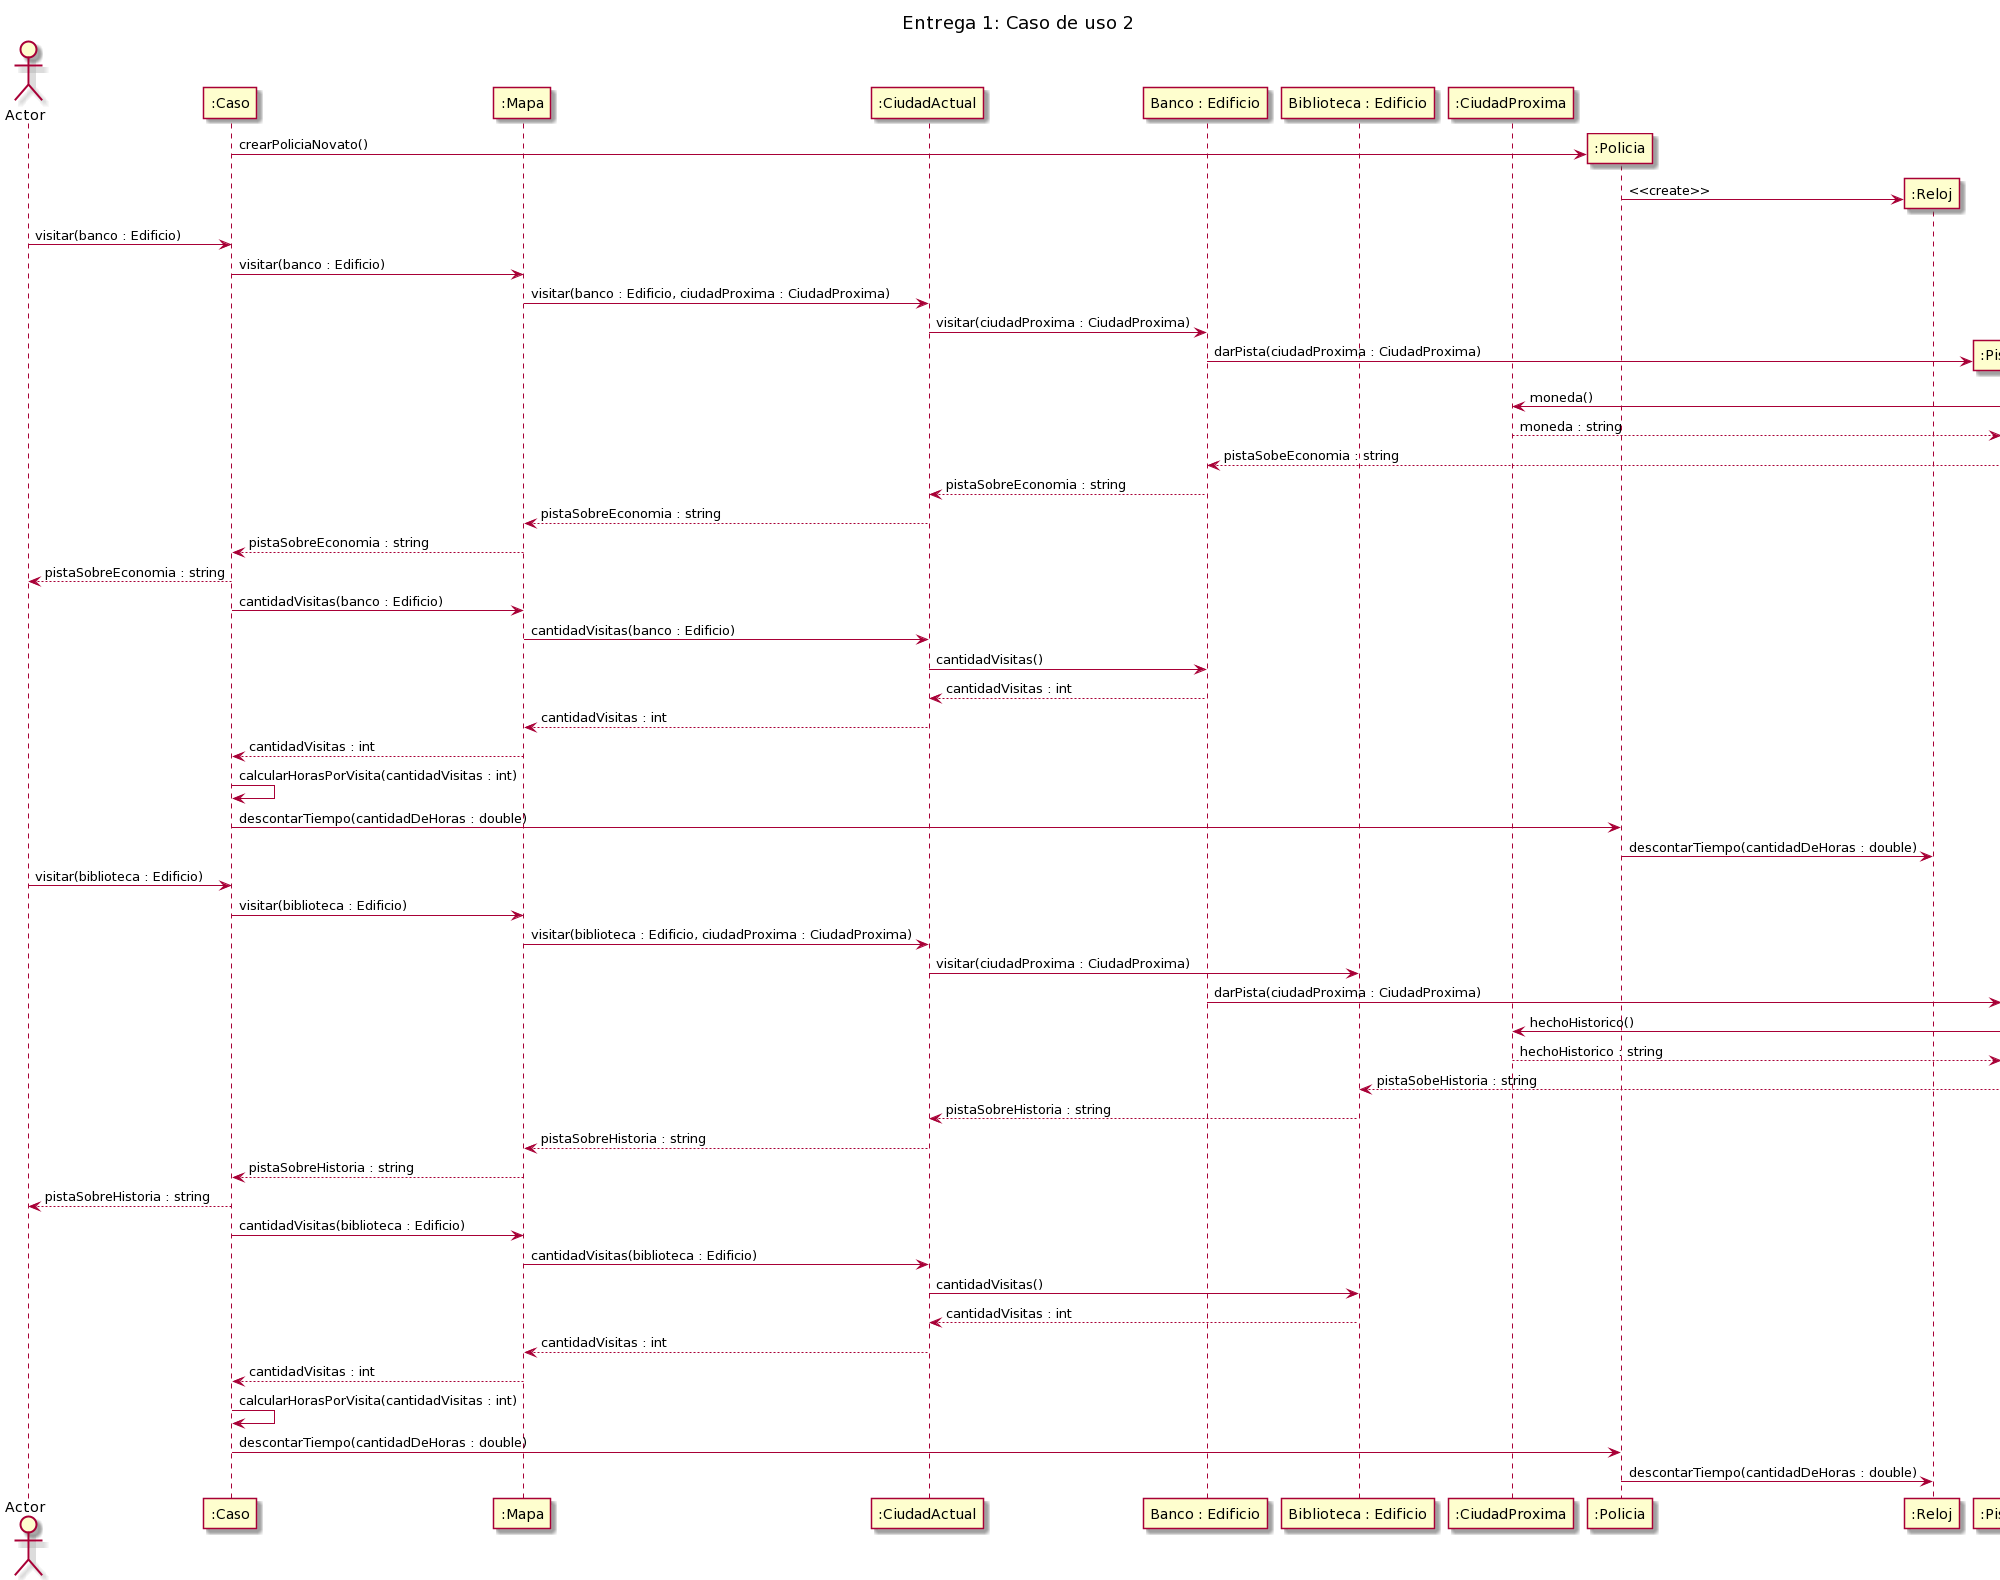 Entrega 1: Caso de uso 2
Actor
:Caso
:Mapa
:CiudadActual
Banco : Edificio
Biblioteca : Edificio
:CiudadProxima
crearPoliciaNovato()
:Policia
<<create>>
:Reloj
visitar(banco : Edificio)
visitar(banco : Edificio)
visitar(banco : Edificio, ciudadProxima : CiudadProxima)
visitar(ciudadProxima : CiudadProxima)
darPista(ciudadProxima : CiudadProxima)
:Pis
moneda()
moneda : string
pistaSobeEconomia : string
pistaSobreEconomia : string
pistaSobreEconomia : string
pistaSobreEconomia : string
pistaSobreEconomia : string
cantidadVisitas(banco : Edificio)
cantidadVisitas(banco : Edificio)
cantidadVisitas()
cantidadVisitas : int
cantidadVisitas : int
cantidadVisitas : int
calcularHorasPorVisita(cantidadVisitas : int)
descontarTiempo(cantidadDeHoras : double)
descontarTiempo(cantidadDeHoras : double)
visitar(biblioteca : Edificio)
visitar(biblioteca : Edificio)
visitar(biblioteca : Edificio, ciudadProxima : CiudadProxima)
visitar(ciudadProxima : CiudadProxima)
darPista(ciudadProxima : CiudadProxima)
hechoHistorico()
hechoHistorico : string
pistaSobeHistoria : string
pistaSobreHistoria : string
pistaSobreHistoria : string
pistaSobreHistoria : string
pistaSobreHistoria : string
cantidadVisitas(biblioteca : Edificio)
cantidadVisitas(biblioteca : Edificio)
cantidadVisitas()
cantidadVisitas : int
cantidadVisitas : int
cantidadVisitas : int
calcularHorasPorVisita(cantidadVisitas : int)
descontarTiempo(cantidadDeHoras : double)
descontarTiempo(cantidadDeHoras : double)
Actor
:Caso
:Mapa
:CiudadActual
Banco : Edificio
Biblioteca : Edificio
:CiudadProxima
:Policia
:Reloj
:Pis